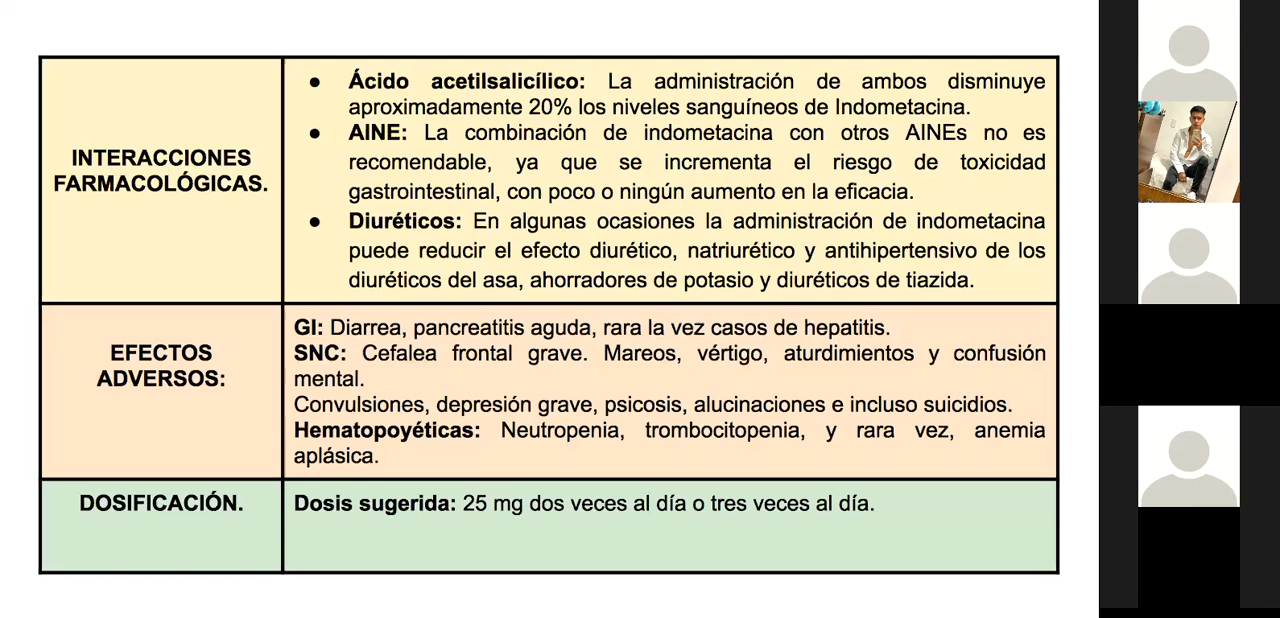 INTERACCIONES
FARMACOLÓGICAS.
● Ácido acetilsalicílico: La administración de ambos disminuye
aproximadamente 20% los niveles sanguíneos de Indometacina.
● AINE: La combinación de indometacina con otros AINEs no es
recomendable, ya que se incrementa el riesgo de toxicidad
gastrointestinal, con poco o ningún aumento en la eficacia.
● Diuréticos: En algunas ocasiones la administración de indometacina
puede reducir el efecto diurético, natriurético y antihipertensivo de los
diuréticos del asa, ahorradores de potasio y diuréticos de tiazida.
EFECTOS
ADVERSOS:
GI: Diarrea, pancreatitis aguda, rara la vez casos de hepatitis.
SNC: Cefalea frontal grave. Mareos, vértigo, aturdimientos y confusión
mental.
Convulsiones, depresión grave, psicosis, alucinaciones e incluso suicidios.
Hematopoyéticas: Neutropenia, trombocitopenia, y rara vez, anemia
aplásica.
DOSIFICACIÓN.
Dosis sugerida: 25 mg dos veces al día o tres veces al día.